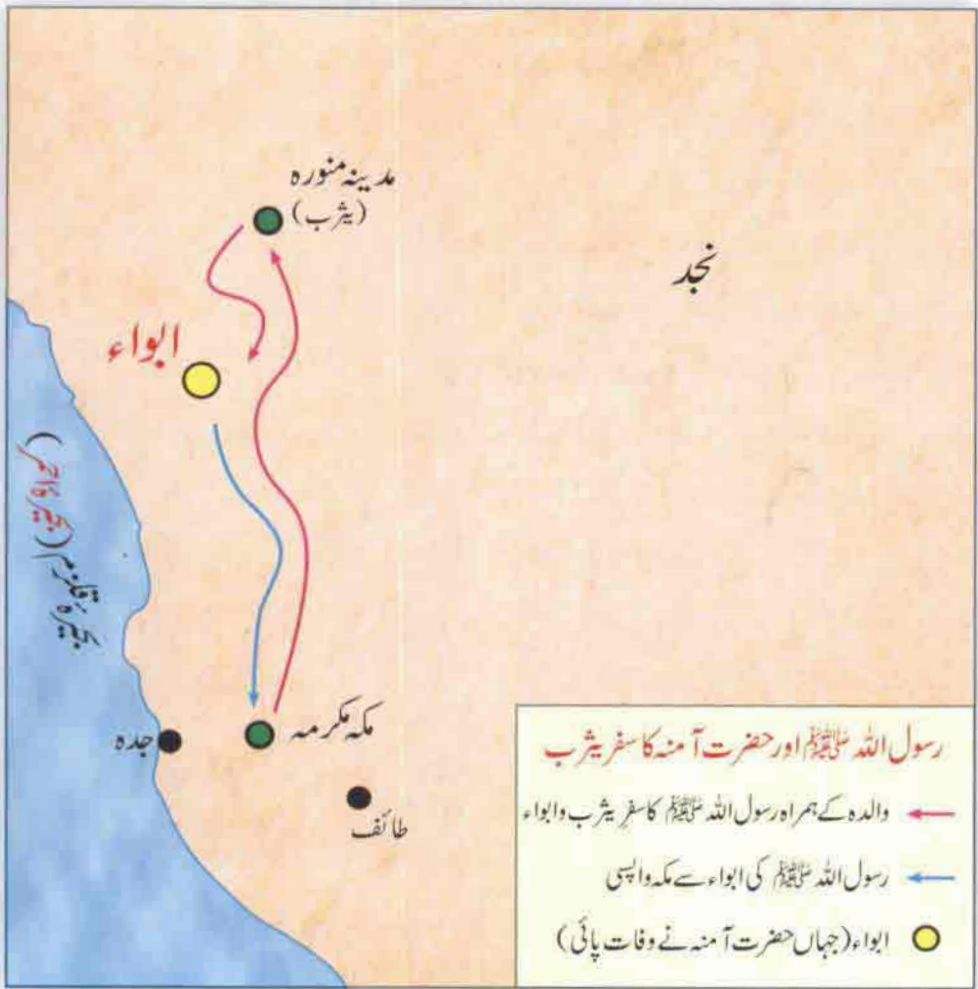 مدینہ منورہ
(یثرب)
نجد
ابواء
بحیرہ قلزم (بحیرہ احمر)
مکہ مکرمہ
جدہ
طائف
رسول اللہ ﷺ اور حضرت آمنہ کا سفر یثرب
والدہ کے ہمراہ رسول اللہ ﷺ کا سفرِ یثرب و ابواء
رسول اللہ ﷺ کی ابواء سے مکہ واپسی
ابواء (جہاں حضرت آمنہ نے وفات پائی)